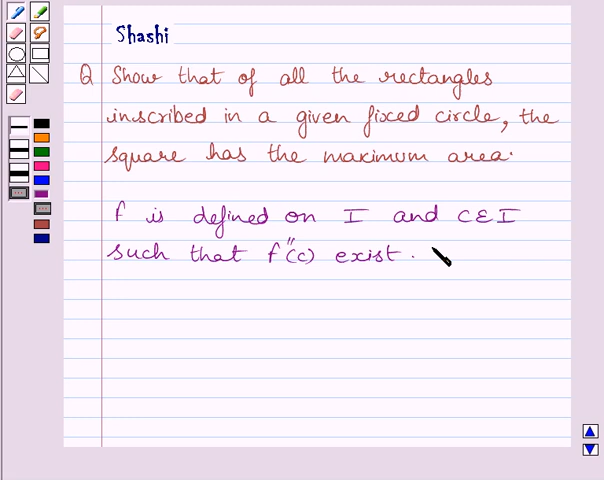 Shashi
Q Show that of all the rectangles
inscribed in a given fixed circle, the
square has the maximum area.
f is defined on I and c ε I
such that f"(c) exist.